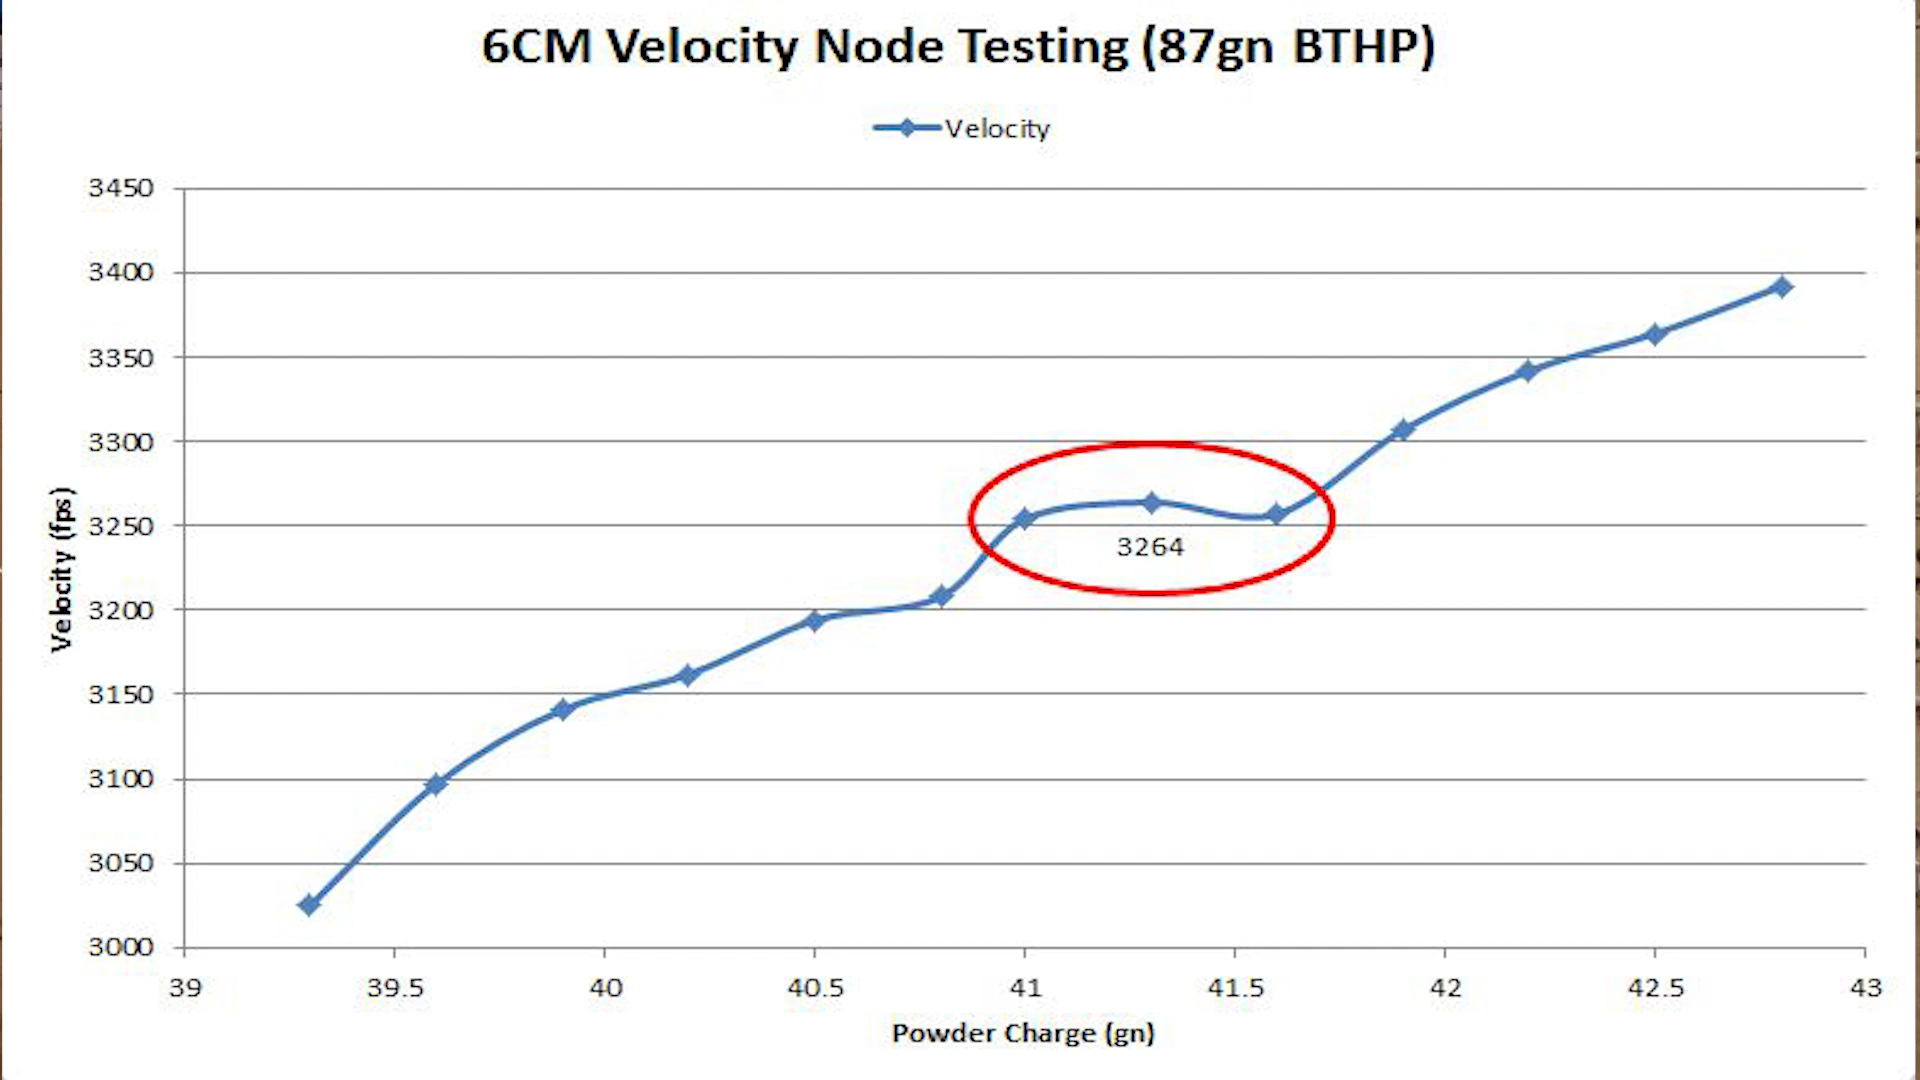 6CM Velocity Node Testing (87gn BTHP)
Velocity
3450
3400
3350
3300
3250
3200
3150
3100
3050
3000
Velocity (fps)
3264
39 39.5 40 40.5 41 41.5 42 42.5 43
Powder Charge (gn)